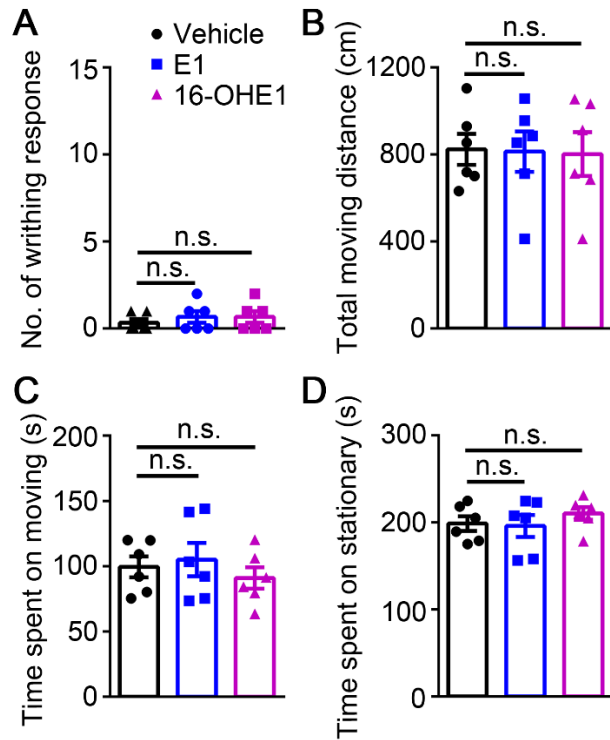 A
Vehicle
E1
16-OHE1
No. of writhing response
15
10
5
0
n.s.
n.s.
B
Total moving distance (cm)
1200
800
400
0
n.s.
n.s.
C
Time spent on moving (s)
200
150
100
50
0
n.s.
n.s.
D
Time spent on stationary (s)
300
200
100
0
n.s.
n.s.